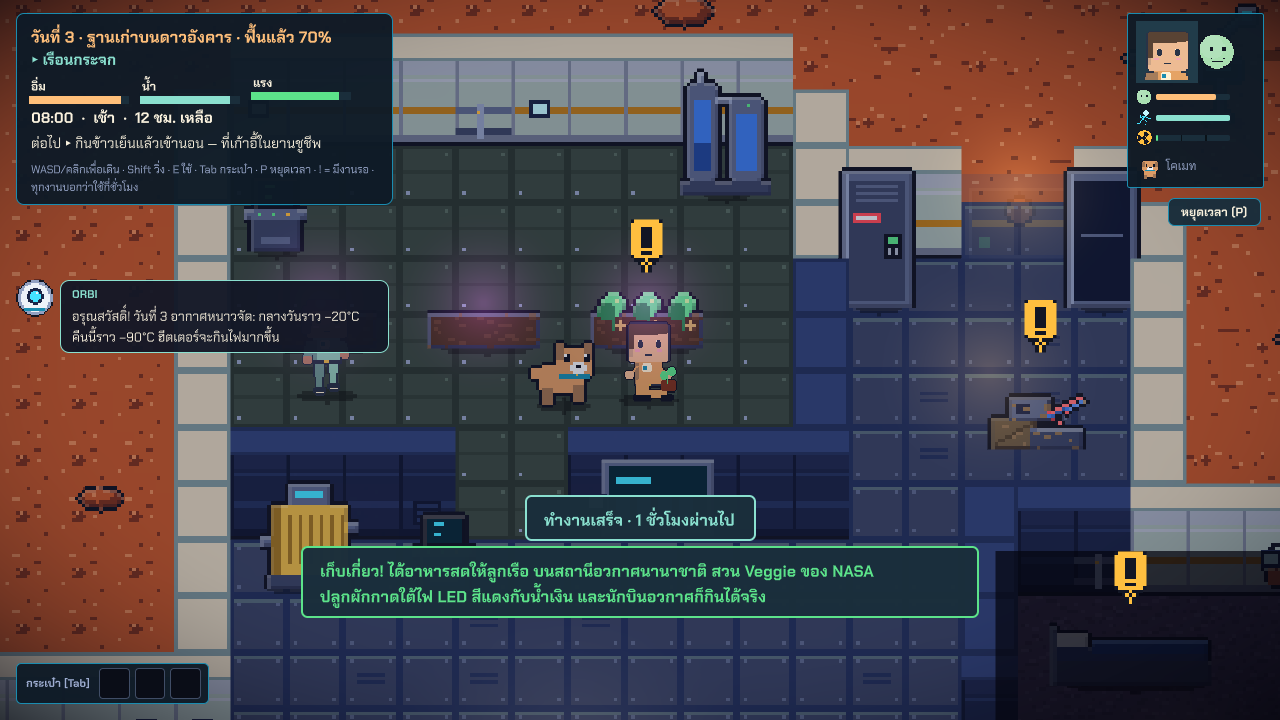 วันที่ 3 · ฐานเก่าบนดาวอังคาร · ฟื้นแล้ว 70%
▸ เรือนกระจก
อิ่ม น้ำ แรง
08:00 · เช้า · 12 ชม. เหลือ
ต่อไป ▸ กินข้าวเย็นแล้วเข้านอน — ที่เก้าอี้ในยานชูชีพ
WASD/คลิกเพื่อเดิน · Shift วิ่ง · E ใช้ · Tab กระเป๋า · P หยุดเวลา · ! = มีงานรอ ·
ทุกงานบอกว่าใช้กี่ชั่วโมง
โคเมท
หยุดเวลา (P)
ORBI
อรุณสวัสดิ์! วันที่ 3 อากาศหนาวจัด: กลางวันราว −20°C
คืนนี้ราว −90°C ฮีตเตอร์จะกินไฟมากขึ้น
ทำงานเสร็จ · 1 ชั่วโมงผ่านไป
เก็บเกี่ยว! ได้อาหารสดให้ลูกเรือ บนสถานีอวกาศนานาชาติ สวน Veggie ของ NASA
ปลูกผักกาดใต้ไฟ LED สีแดงกับน้ำเงิน และนักบินอวกาศก็กินได้จริง
กระเป๋า [Tab]